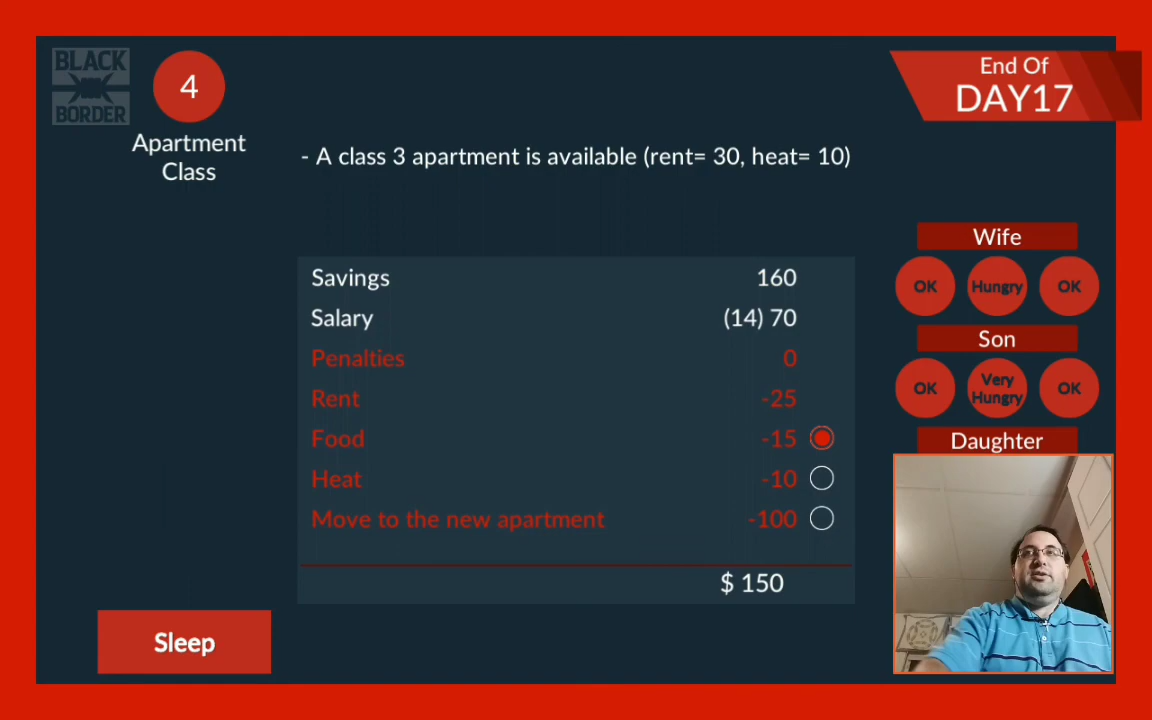 BLACK
BORDER
4
Apartment
Class
End Of
DAY17
- A class 3 apartment is available (rent= 30, heat= 10)
Savings 160
Salary (14) 70
Penalties 0
Rent -25
Food -15
Heat -10
Move to the new apartment -100
$ 150
Wife
OK Hungry OK
Son
OK Very Hungry OK
Daughter
Sleep